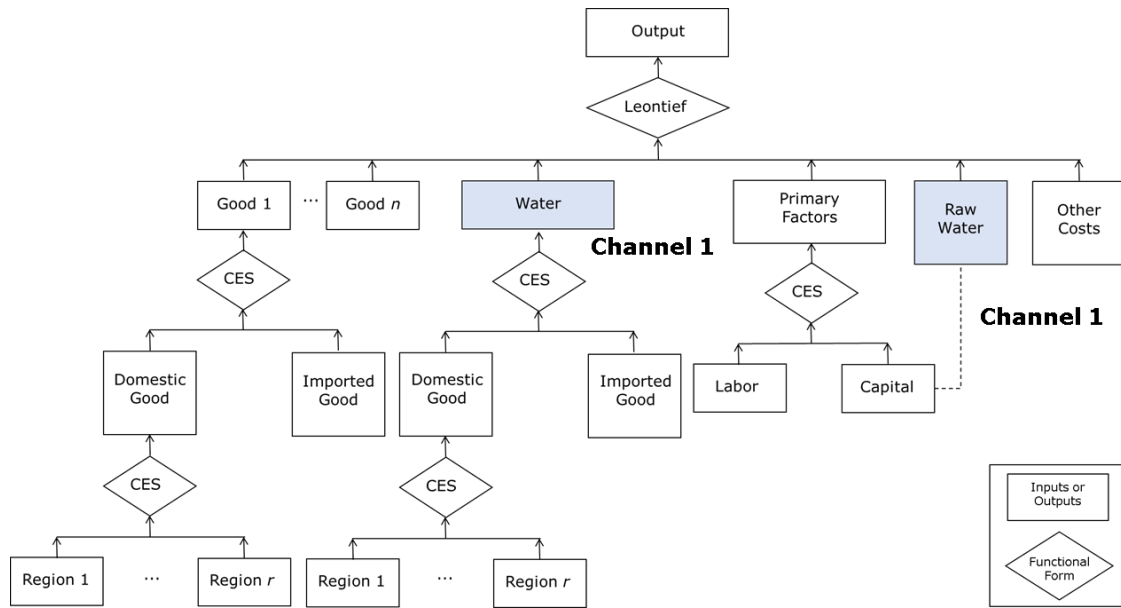 Output
Leontief
Good 1
...
Good n
Water
Primary
Factors
Raw
Water
Other
Costs
Channel 1
CES
CES
CES
Channel 1
Domestic
Good
Imported
Good
Domestic
Good
Imported
Good
Labor
Capital
CES
CES
Inputs or
Outputs
Functional
Form
Region 1
...
Region r
Region 1
...
Region r